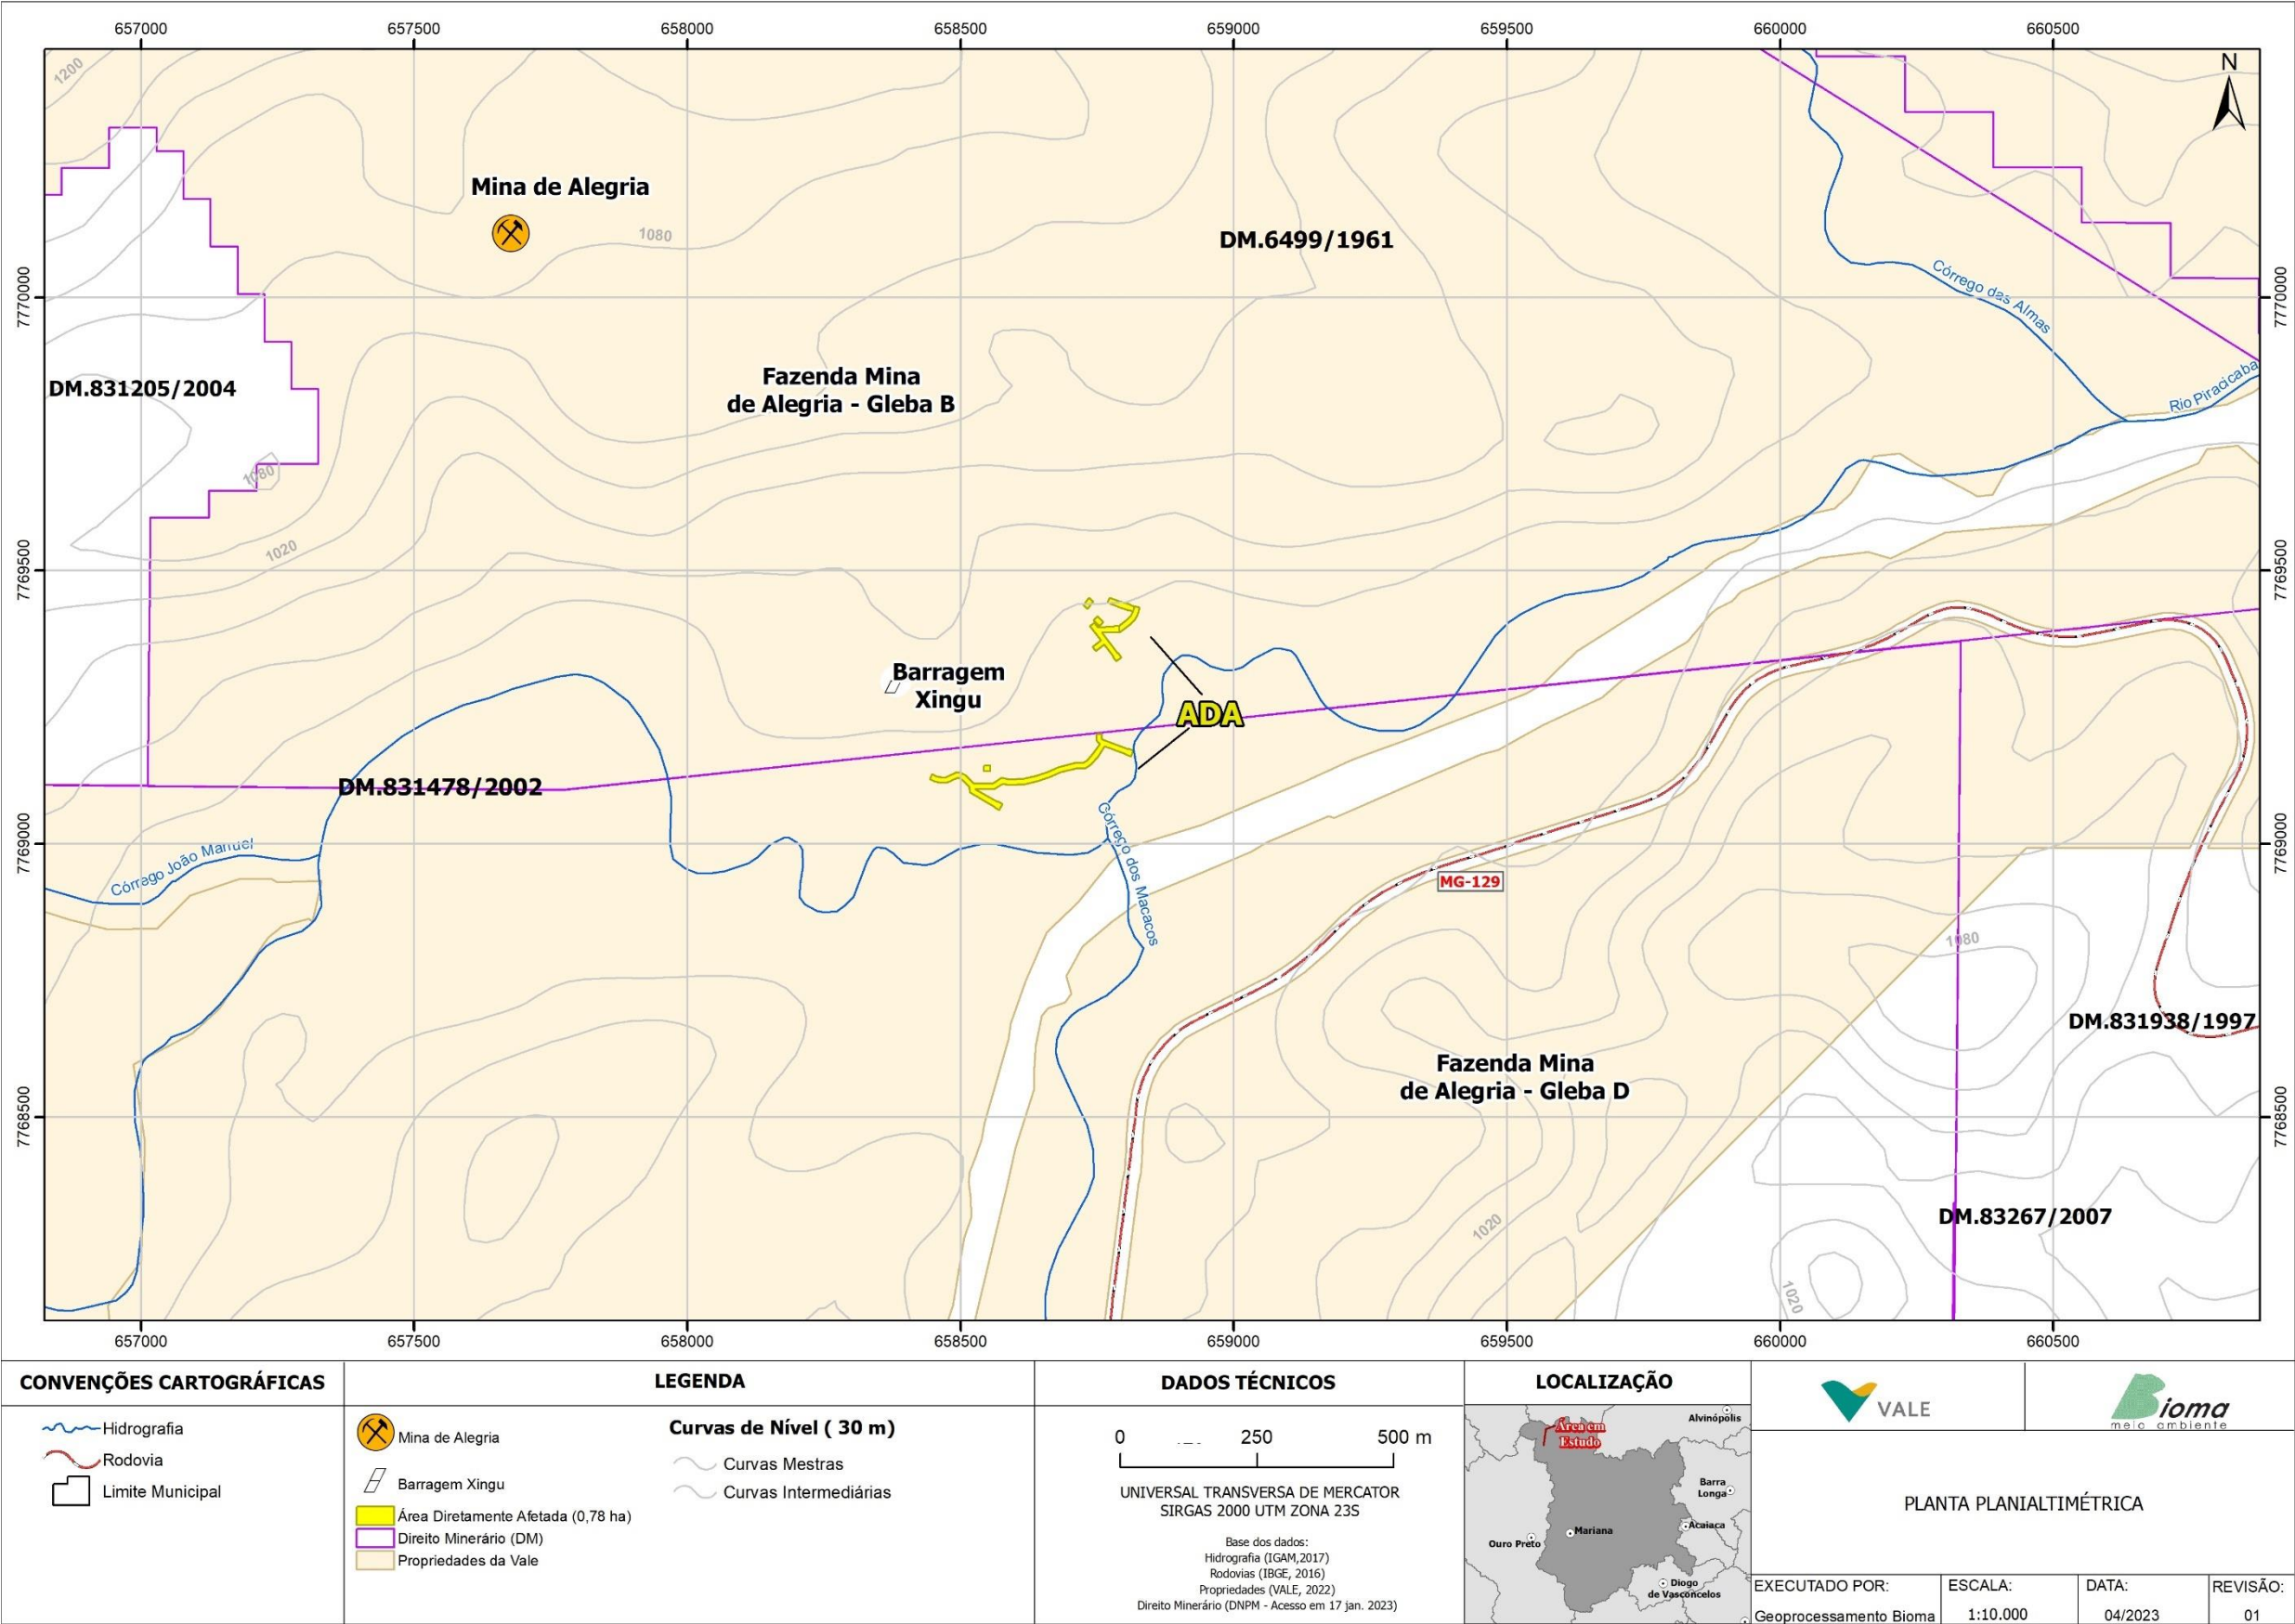 657000 657500 658000 658500 659000 659500 660000 660500
1200
N
Mina de Alegria
1080
DM.6499/1961
7770000
7770000
Córrego das Almas
Rio Piracicaba
DM.831205/2004
Fazenda Mina
de Alegria - Gleba B
1080
1020
7769500
7769500
Barragem
Xingu
ADA
DM.831478/2002
Córrego João Manuel
Córrego dos Macacos
7769000
7769000
MG-129
1080
DM.831938/1997
Fazenda Mina
de Alegria - Gleba D
7768500
7768500
1020
DM.83267/2007
1020
657000 657500 658000 658500 659000 659500 660000 660500
CONVENÇÕES CARTOGRÁFICAS
Hidrografia
Rodovia
Limite Municipal
LEGENDA
Mina de Alegria
Barragem Xingu
Área Diretamente Afetada (0,78 ha)
Direito Minerário (DM)
Propriedades da Vale
Curvas de Nível ( 30 m)
Curvas Mestras
Curvas Intermediárias
DADOS TÉCNICOS
0 250 500 m
UNIVERSAL TRANSVERSA DE MERCATOR
SIRGAS 2000 UTM ZONA 23S
Base dos dados:
Hidrografia (IGAM,2017)
Rodovias (IBGE, 2016)
Propriedades (VALE, 2022)
Direito Minerário (DNPM - Acesso em 17 jan. 2023)
LOCALIZAÇÃO
Área em
Estudo
Alvinópolis
Barra
Longa
Acaiaca
Mariana
Ouro Preto
Diogo
de Vasconcelos
VALE
Bioma
meio ambiente
PLANTA PLANIALTIMÉTRICA
EXECUTADO POR:
Geoprocessamento Bioma
ESCALA:
1:10.000
DATA:
04/2023
REVISÃO:
01